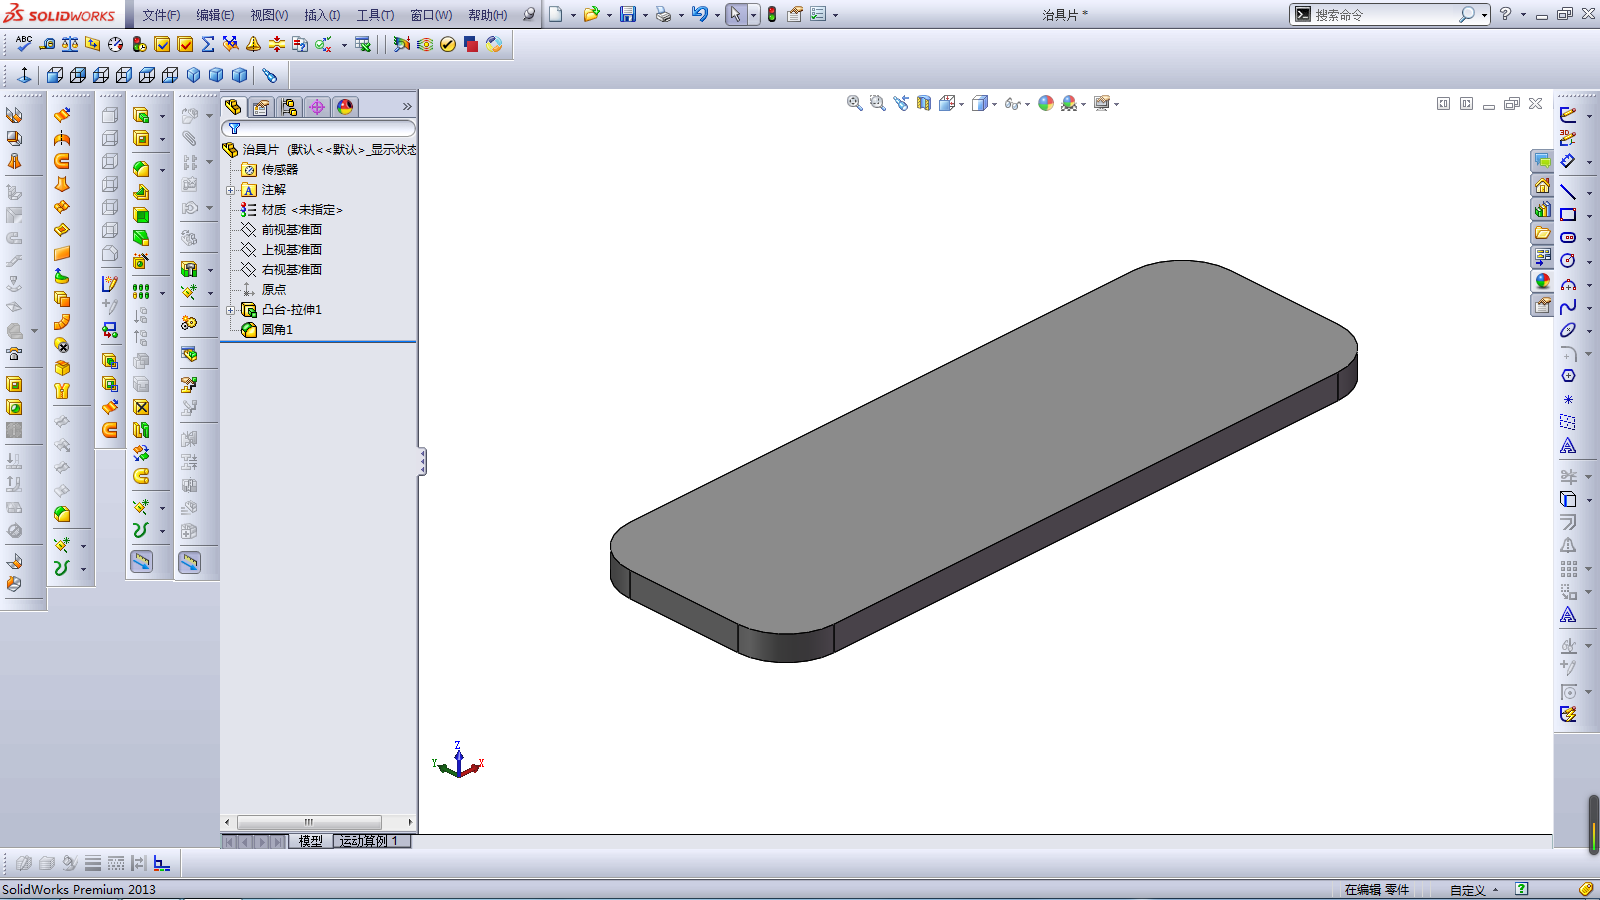 SOLIDWORKS 文件(F) 编辑(E) 视图(V) 插入(I) 工具(T) 窗口(W) 帮助(H) 治具片 * 搜索命令
ABC
治具片 (默认<<默认>_显示状态
传感器
A 注解
材质 <未指定>
前视基准面
上视基准面
右视基准面
原点
凸台-拉伸1
圆角1
3D
Z
Y X
模型 运动算例 1
SolidWorks Premium 2013 在编辑 零件 自定义